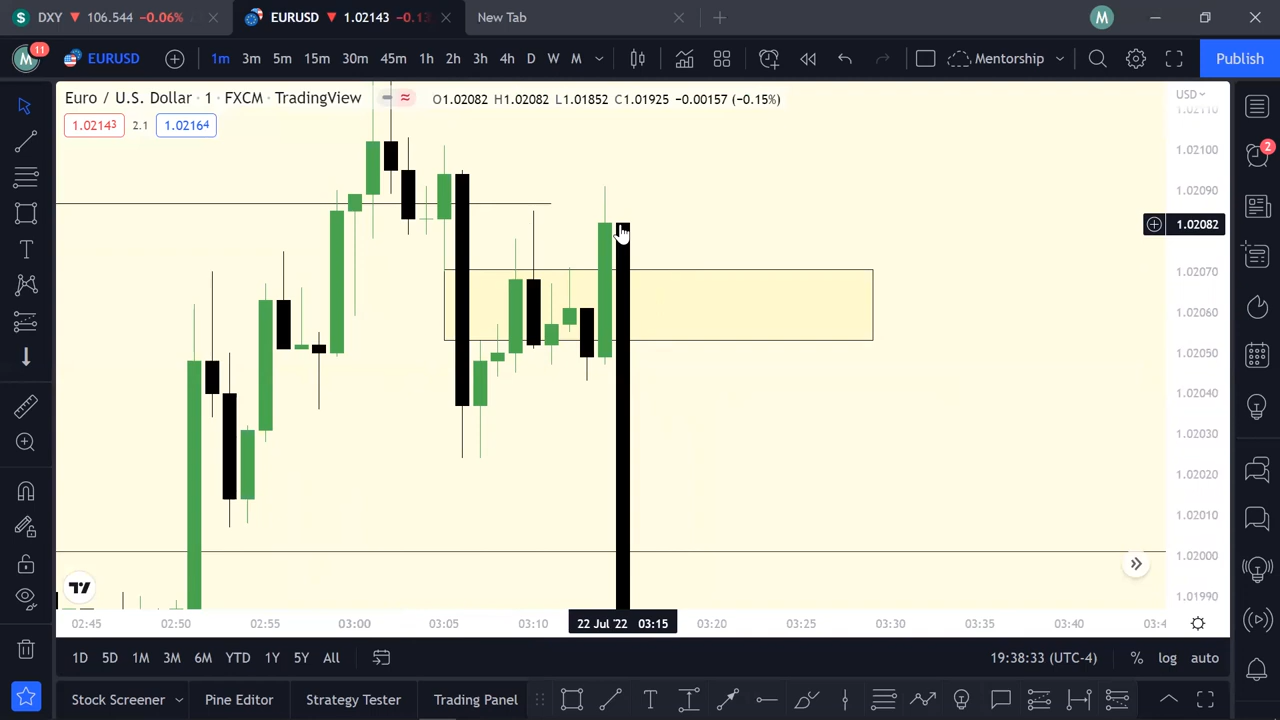 DXY 106.544 −0.06%
EURUSD 1.02143 −0.13
New Tab
M
M 11 EURUSD 1m 3m 5m 15m 30m 45m 1h 2h 3h 4h D W M Mentorship Publish
Euro / U.S. Dollar · 1 · FXCM · TradingView
O1.02082 H1.02082 L1.01852 C1.01925 −0.00157 (−0.15%)
1.02143 2.1 1.02164
USD
1.02110
1.02100
1.02090
1.02082
1.02070
1.02060
1.02050
1.02040
1.02030
1.02020
1.02010
1.02000
1.01990
2
02:45 02:50 02:55 03:00 03:05 03:10 22 Jul '22 03:15 03:20 03:25 03:30 03:35 03:40 03:4
1D 5D 1M 3M 6M YTD 1Y 5Y All 19:38:33 (UTC-4) % log auto
Stock Screener Pine Editor Strategy Tester Trading Panel